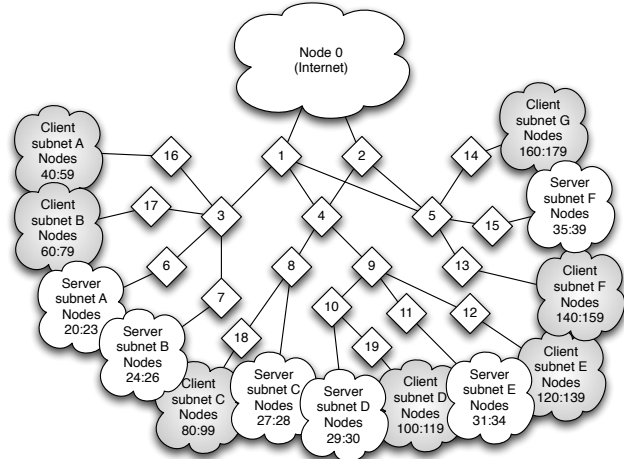 Node 0
(Internet)
Client
subnet A
Nodes
40:59
16
1
2
14
Client
subnet G
Nodes
160:179
Client
subnet B
Nodes
60:79
17
3
4
5
15
Server
subnet F
Nodes
35:39
Server
subnet A
Nodes
20:23
6
7
8
9
13
Client
subnet F
Nodes
140:159
Server
subnet B
Nodes
24:26
18
10
11
12
19
Client
subnet C
Nodes
80:99
Server
subnet C
Nodes
27:28
Server
subnet D
Nodes
29:30
Client
subnet D
Nodes
100:119
Server
subnet E
Nodes
31:34
Client
subnet E
Nodes
120:139